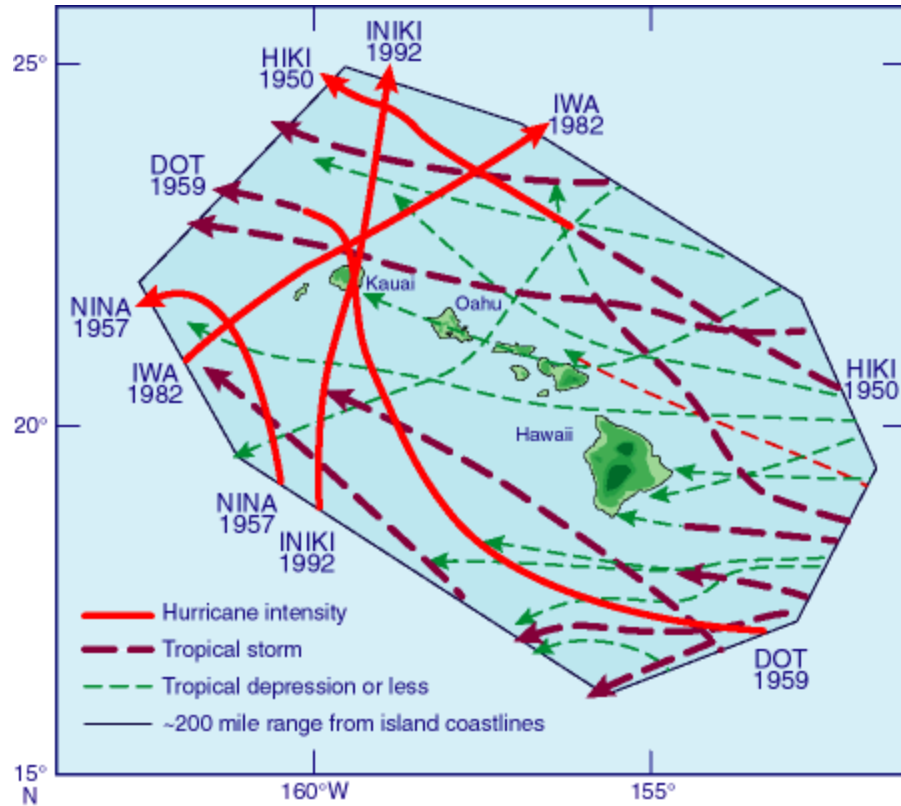 INIKI
1992
HIKI
1950
25°
IWA
1982
DOT
1959
Kauai
Oahu
NINA
1957
IWA
1982
HIKI
1950
20°
Hawaii
NINA
1957
INIKI
1992
Hurricane intensity
Tropical storm
Tropical depression or less
~200 mile range from island coastlines
DOT
1959
15°
N
160°W
155°